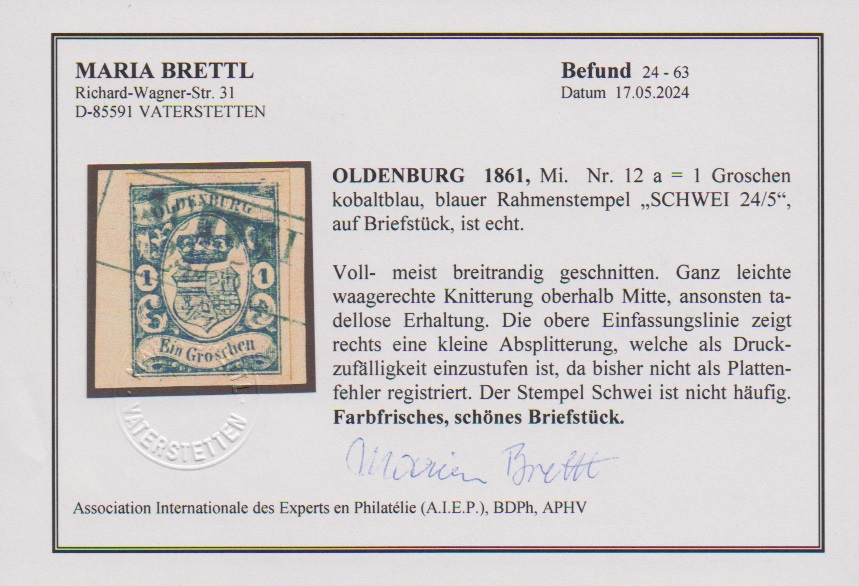 MARIA BRETTL
Richard-Wagner-Str. 31
D-85591 VATERSTETTEN
Befund 24 - 63
Datum 17.05.2024
OLDENBURG
1
1
Ein Groschen
VATERSTETTEN
OLDENBURG 1861, Mi. Nr. 12 a = 1 Groschen
kobaltblau, blauer Rahmenstempel „SCHWEI 24/5“,
auf Briefstück, ist echt.
Voll- meist breitrandig geschnitten. Ganz leichte
waagerechte Knitterung oberhalb Mitte, ansonsten ta-
dellose Erhaltung. Die obere Einfassungslinie zeigt
rechts eine kleine Absplitterung, welche als Druck-
zufälligkeit einzustufen ist, da bisher nicht als Platten-
fehler registriert. Der Stempel Schwei ist nicht häufig.
Farbfrisches, schönes Briefstück.
Maria Brettl
Association Internationale des Experts en Philatélie (A.I.E.P.), BDPh, APHV